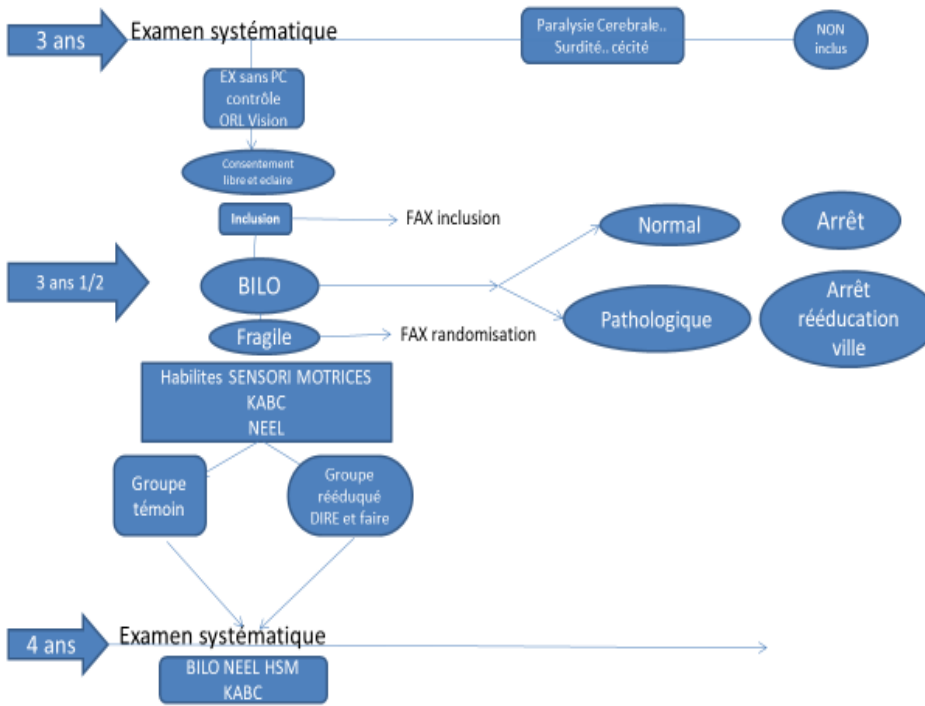 3 ans
Examen systématique
Paralysie Cerebrale..
Surdité.. cécité
NON
inclus
EX sans PC
contrôle
ORL Vision
Consentement
libre et eclaire
Inclusion
FAX inclusion
Normal
Arrêt
3 ans 1/2
BILO
Pathologique
Arrêt
rééducation
ville
Fragile
FAX randomisation
Habilites SENSORI MOTRICES
KABC
NEEL
Groupe
témoin
Groupe
rééduqué
DIRE et faire
4 ans
Examen systématique
BILO NEEL HSM
KABC